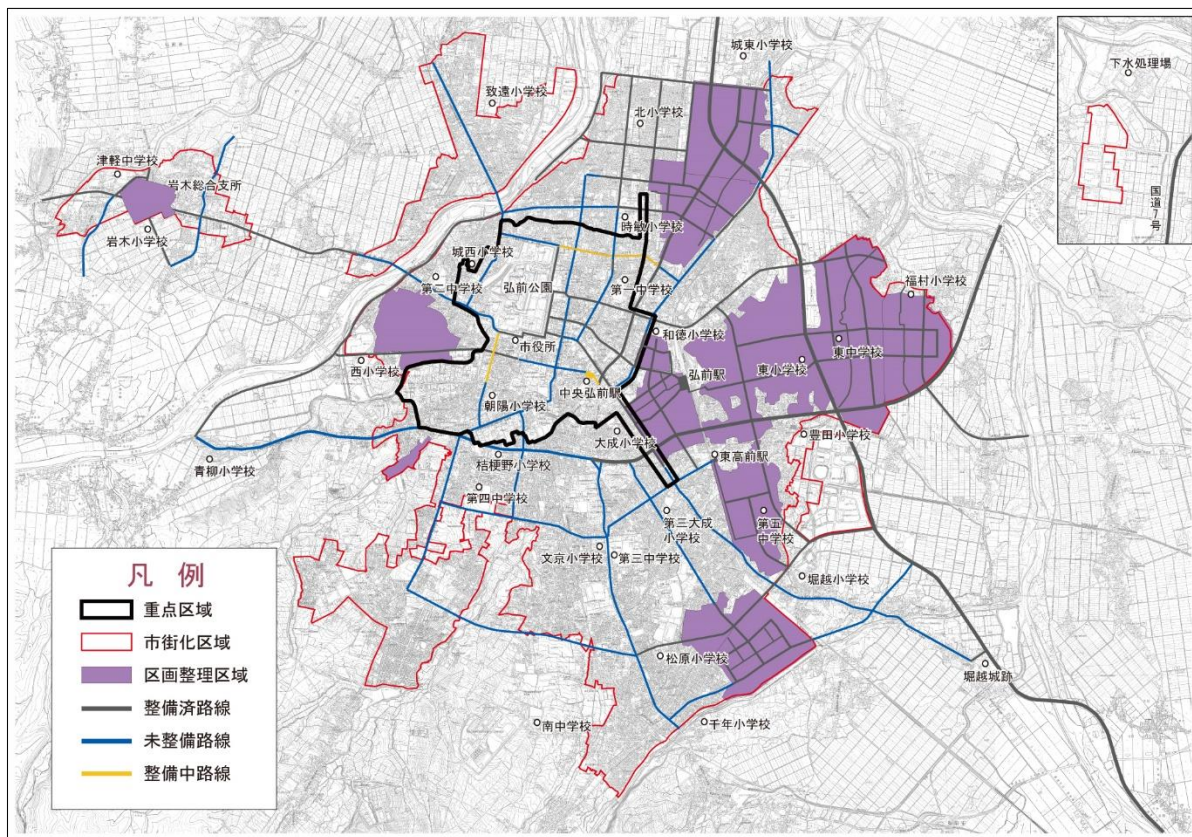 城東小学校
致遠小学校
北小学校
下水処理場
国道7号
津軽中学校
岩木総合支所
岩木小学校
時敏小学校
城西小学校
第二中学校
弘前公園
第一中学校
福村小学校
和徳小学校
市役所
東中学校
西小学校
東小学校
弘前駅
中央弘前駅
朝陽小学校
大成小学校
豊田小学校
青柳小学校
桔梗野小学校
東高前駅
第四中学校
第三大成
小学校
第五
中学校
文京小学校
第三中学校
堀越小学校
松原小学校
堀越城跡
南中学校
千年小学校
凡 例
重点区域
市街化区域
区画整理区域
整備済路線
未整備路線
整備中路線